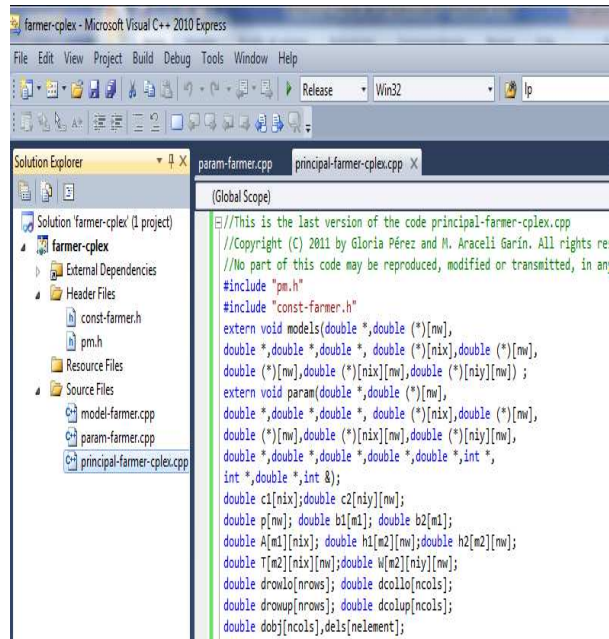 farmer-cplex - Microsoft Visual C++ 2010 Express
File Edit View Project Build Debug Tools Window Help
Release Win32 lp
Solution Explorer
param-farmer.cpp principal-farmer-cplex.cpp
(Global Scope)
Solution 'farmer-cplex' (1 project)
farmer-cplex
External Dependencies
Header Files
const-farmer.h
pm.h
Resource Files
Source Files
model-farmer.cpp
param-farmer.cpp
principal-farmer-cplex.cpp
//This is the last version of the code principal-farmer-cplex.cpp
//Copyright (C) 2011 by Gloria Pérez and M. Araceli Garín. All rights res
//No part of this code may be reproduced, modified or transmitted, in any
#include "pm.h"
#include "const-farmer.h"
extern void models(double *,double (*)[nw],
double *,double *,double *, double (*)[nix],double (*)[nw],
double (*)[nw],double (*)[nix][nw],double (*)[niy][nw]) ;
extern void param(double *,double (*)[nw],
double *,double *,double *, double (*)[nix],double (*)[nw],
double (*)[nw],double (*)[nix][nw],double (*)[niy][nw],
double *,double *,double *,double *,double *,int *,
int *,double *,int &);
double c1[nix];double c2[niy][nw];
double p[nw]; double b1[m1]; double b2[m1];
double A[m1][nix]; double h1[m2][nw];double h2[m2][nw];
double T[m2][nix][nw];double W[m2][niy][nw];
double drowlo[nrows]; double dcollo[ncols];
double drowup[nrows]; double dcolup[ncols];
double dobj[ncols],dels[nelement];